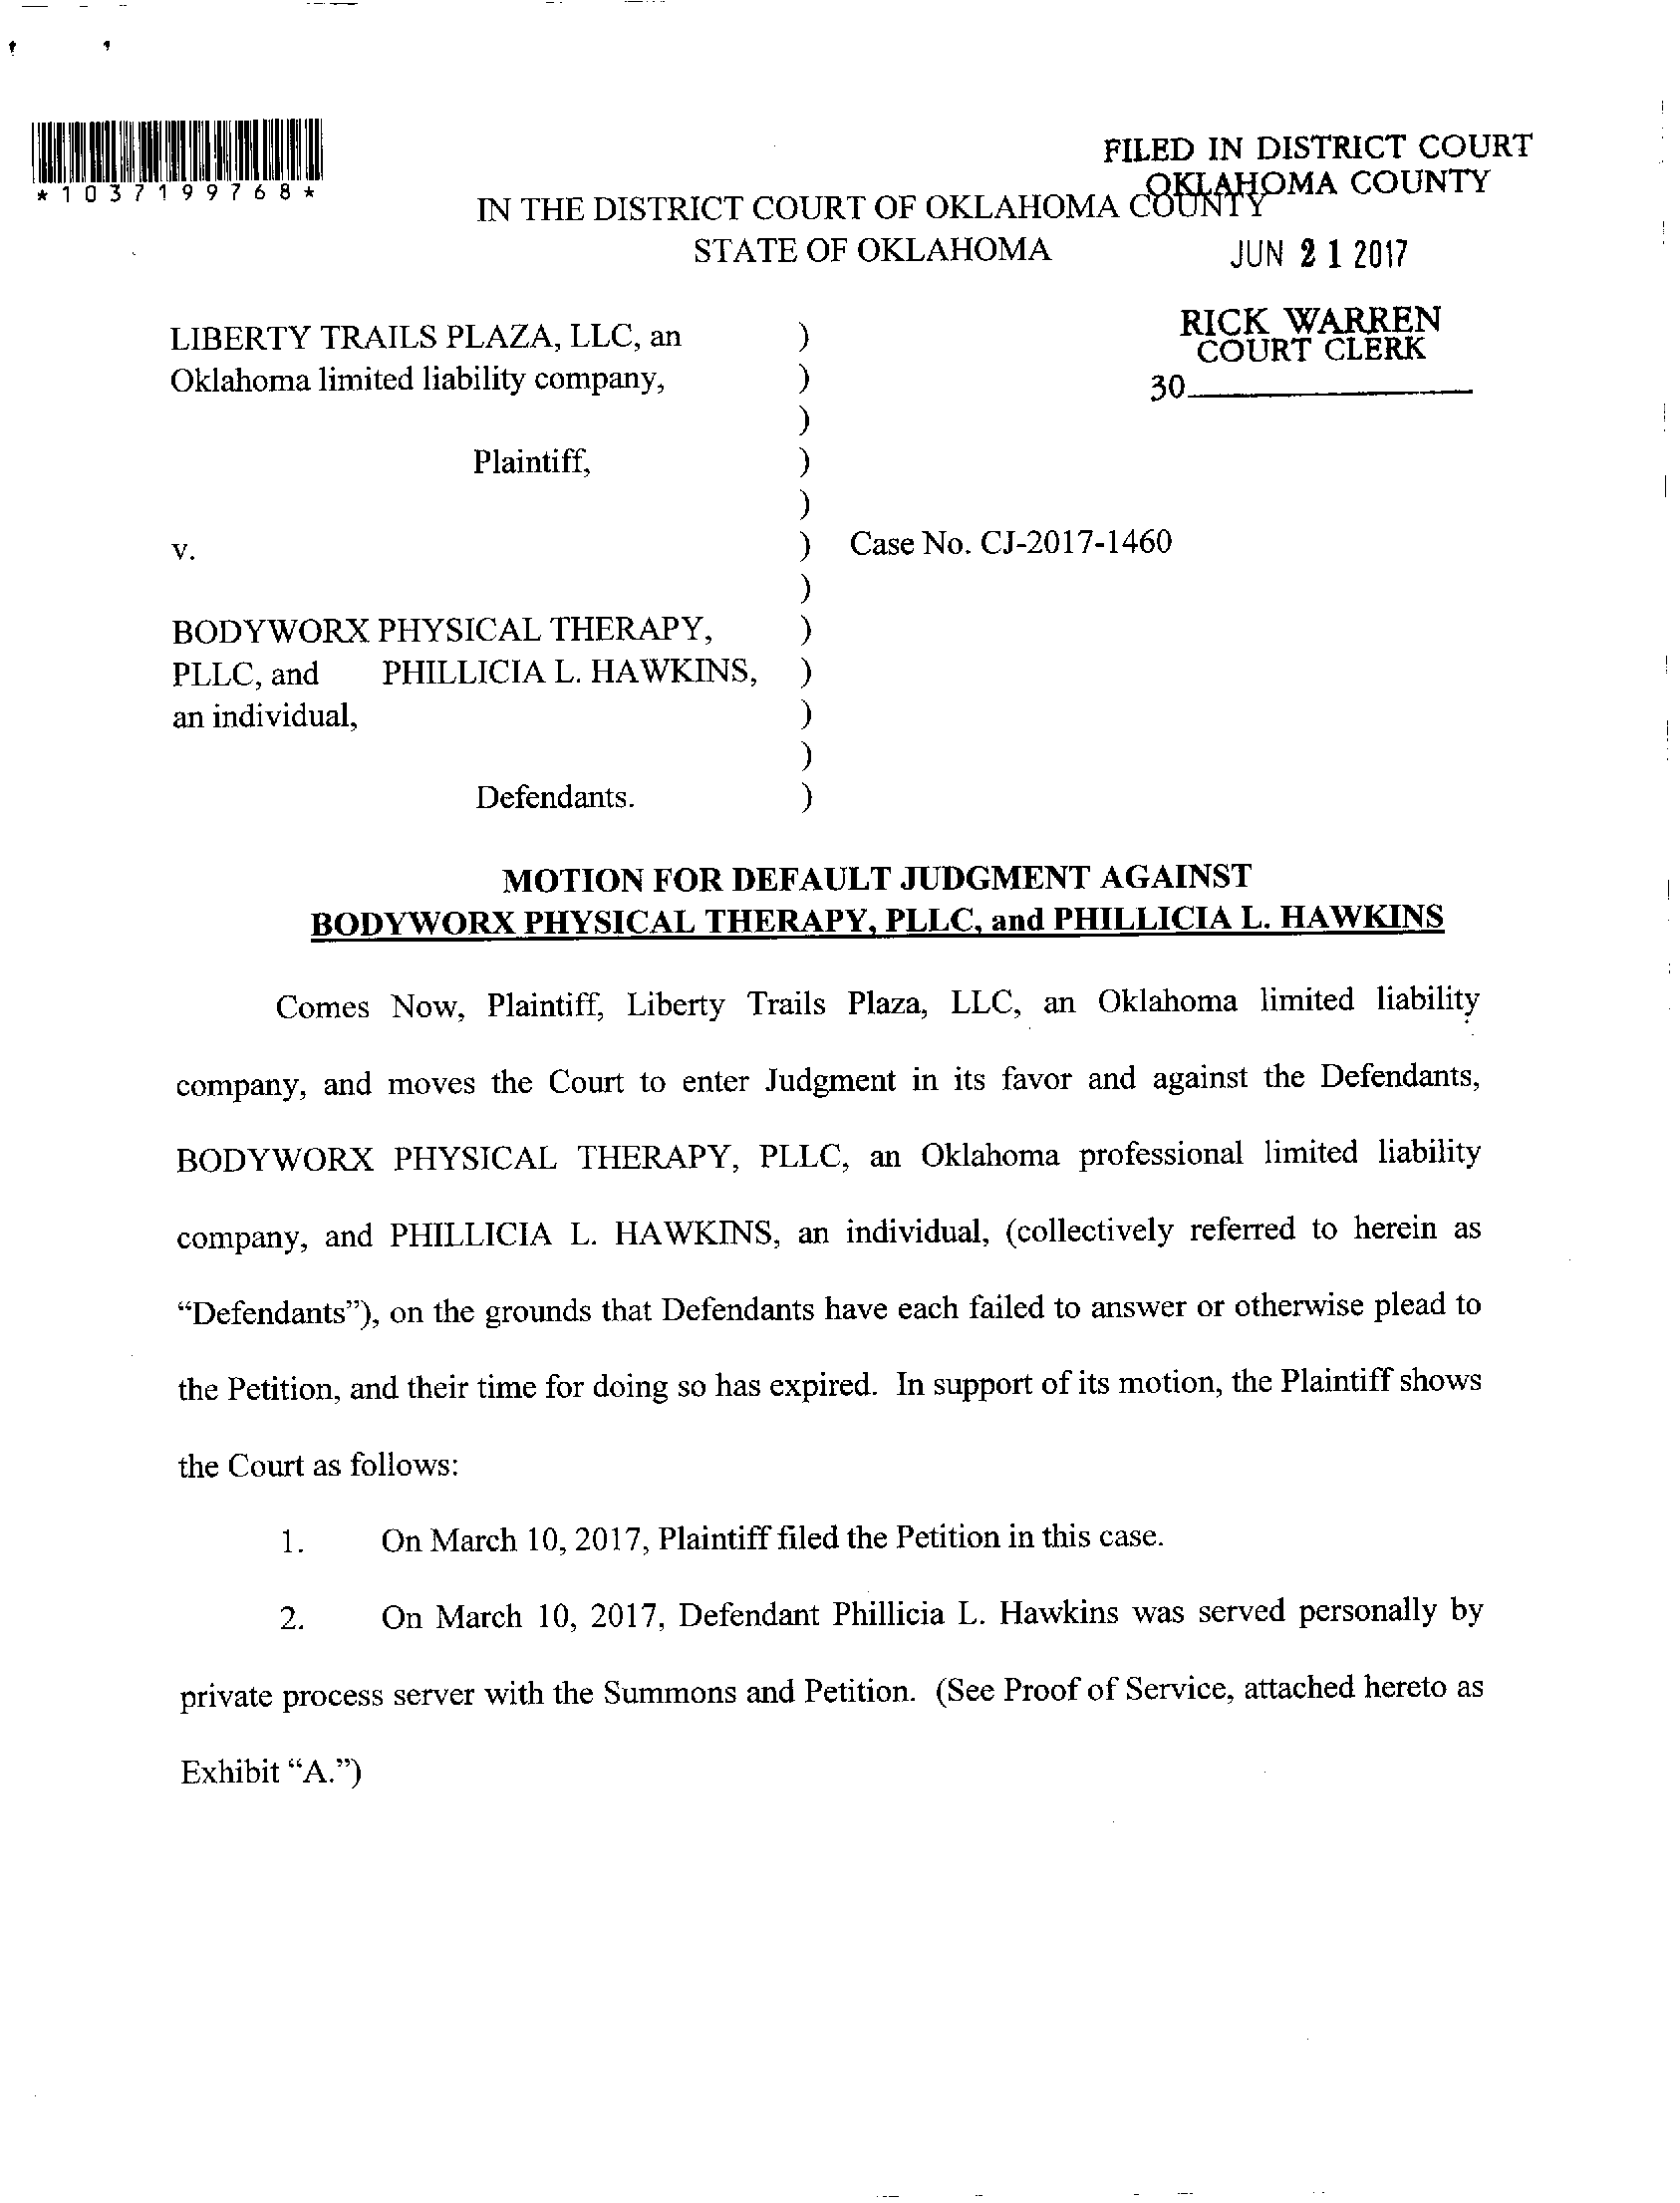 *1037199768*
FILED IN DISTRICT COURT
OKLAHOMA COUNTY
IN THE DISTRICT COURT OF OKLAHOMA COUNTY
STATE OF OKLAHOMA
JUN 21 2017
RICK WARREN
COURT CLERK
30
LIBERTY TRAILS PLAZA, LLC, an )
Oklahoma limited liability company, )
)
Plaintiff, )
)
v. ) Case No. CJ-2017-1460
)
BODYWORX PHYSICAL THERAPY, )
PLLC, and PHILLICIA L. HAWKINS, )
an individual, )
)
Defendants. )
MOTION FOR DEFAULT JUDGMENT AGAINST
BODYWORX PHYSICAL THERAPY, PLLC, and PHILLICIA L. HAWKINS
Comes Now, Plaintiff, Liberty Trails Plaza, LLC, an Oklahoma limited liability
company, and moves the Court to enter Judgment in its favor and against the Defendants,
BODYWORX PHYSICAL THERAPY, PLLC, an Oklahoma professional limited liability
company, and PHILLICIA L. HAWKINS, an individual, (collectively referred to herein as
“Defendants”), on the grounds that Defendants have each failed to answer or otherwise plead to
the Petition, and their time for doing so has expired. In support of its motion, the Plaintiff shows
the Court as follows:
1. On March 10, 2017, Plaintiff filed the Petition in this case.
2. On March 10, 2017, Defendant Phillicia L. Hawkins was served personally by
private process server with the Summons and Petition. (See Proof of Service, attached hereto as
Exhibit “A.”)